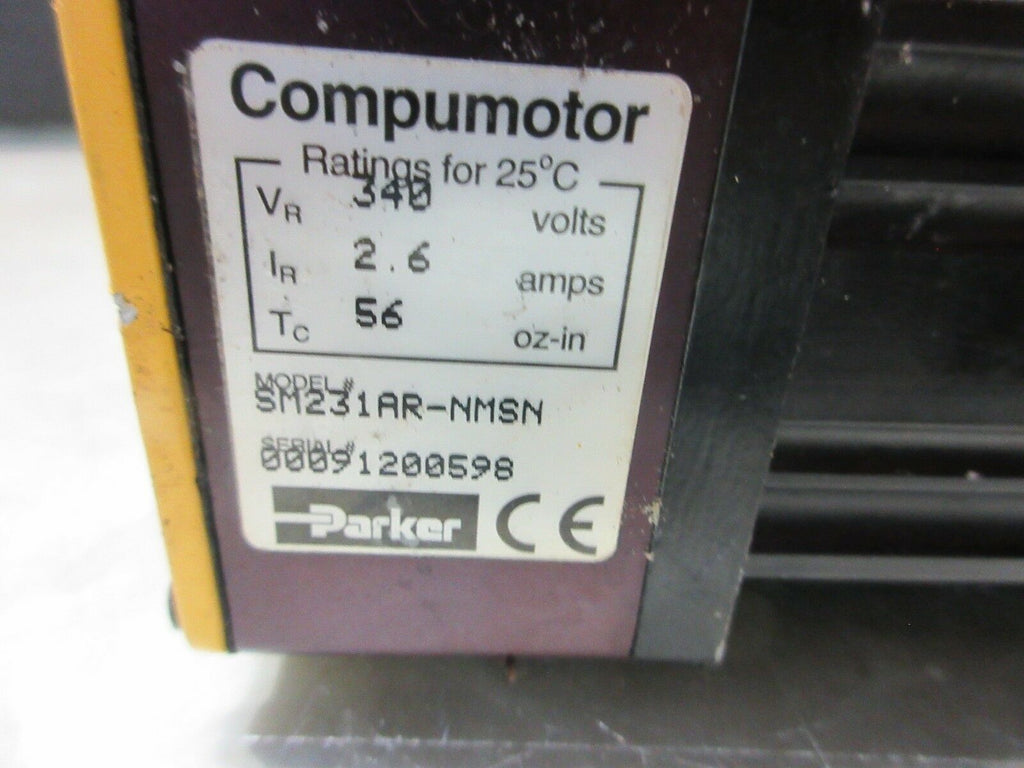 Compumotor
Ratings for 25°C
VR 340 volts
IR 2.6 amps
TC 56 oz-in
MODEL#
SM231AR-NMSN
SERIAL#
00091200598
Parker CE